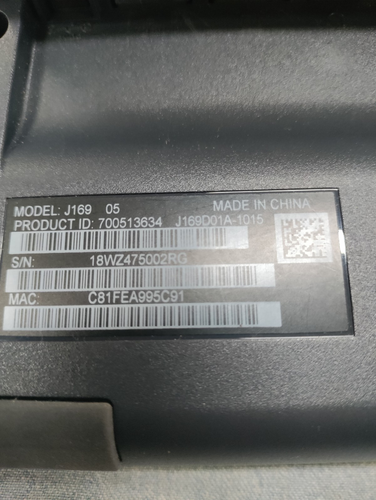 MODEL: J169 05 MADE IN CHINA
PRODUCT ID: 700513634 J169D01A-1015
S/N: 18WZ475002RG
MAC: C81FEA995C91